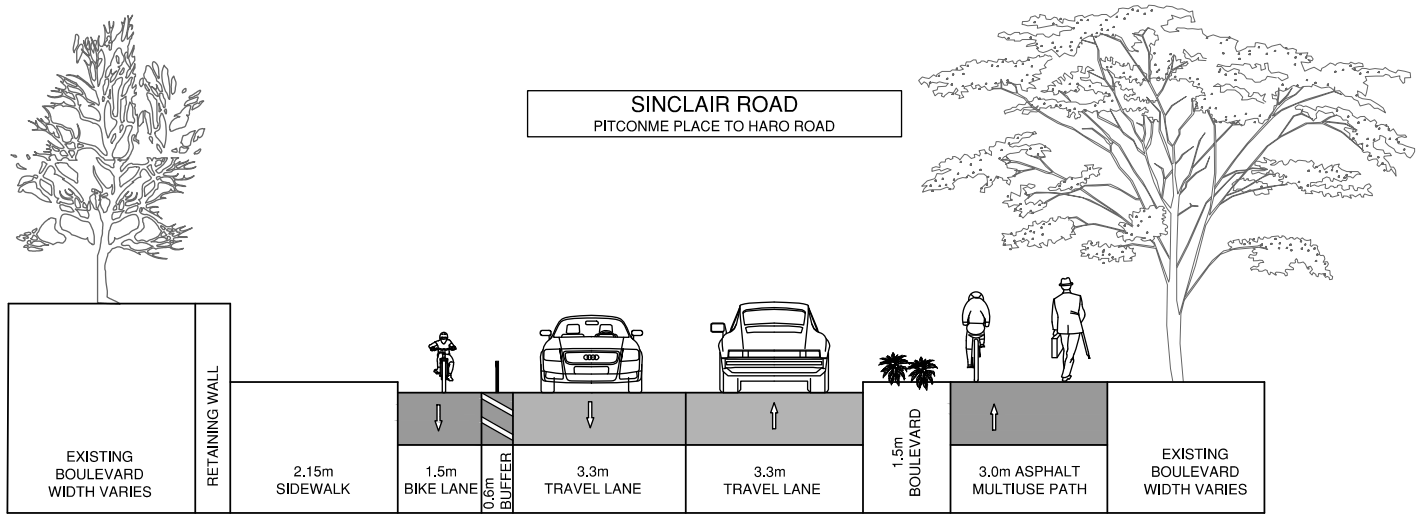 SINCLAIR ROAD
PITCONME PLACE TO HARO ROAD
EXISTING
BOULEVARD
WIDTH VARIES
RETAINING WALL
2.15m
SIDEWALK
1.5m
BIKE LANE
0.6m
BUFFER
3.3m
TRAVEL LANE
3.3m
TRAVEL LANE
1.5m
BOULEVARD
3.0m ASPHALT
MULTIUSE PATH
EXISTING
BOULEVARD
WIDTH VARIES